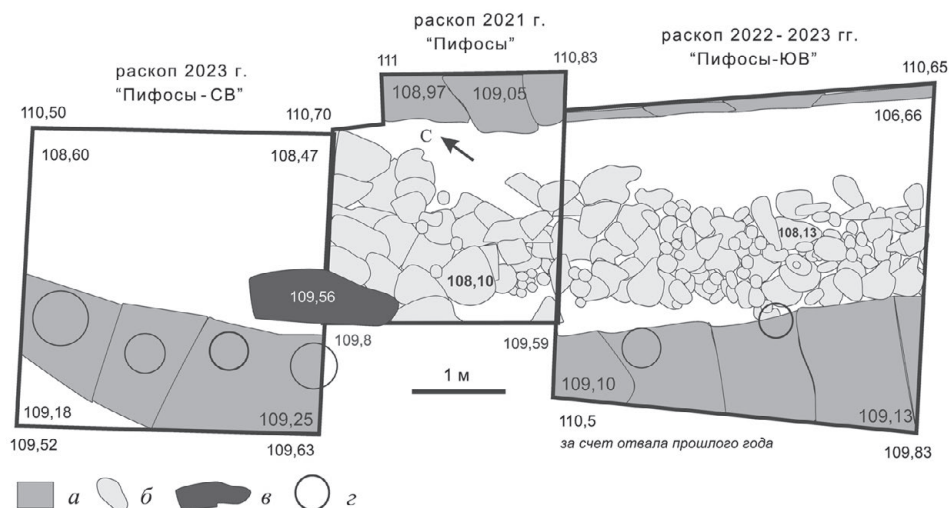 раскоп 2021 г.
“Пифосы”
раскоп 2022-2023 гг.
“Пифосы-ЮВ”
раскоп 2023 г.
“Пифосы-СВ”
111
110,83
110,65
108,97
109,05
106,66
110,50
110,70
С
108,60
108,47
108,13
108,10
109,56
109,8
109,59
1 м
109,10
109,18
109,25
109,13
110,5
109,52
109,63
за счет отвала прошлого года
109,83
а б в г